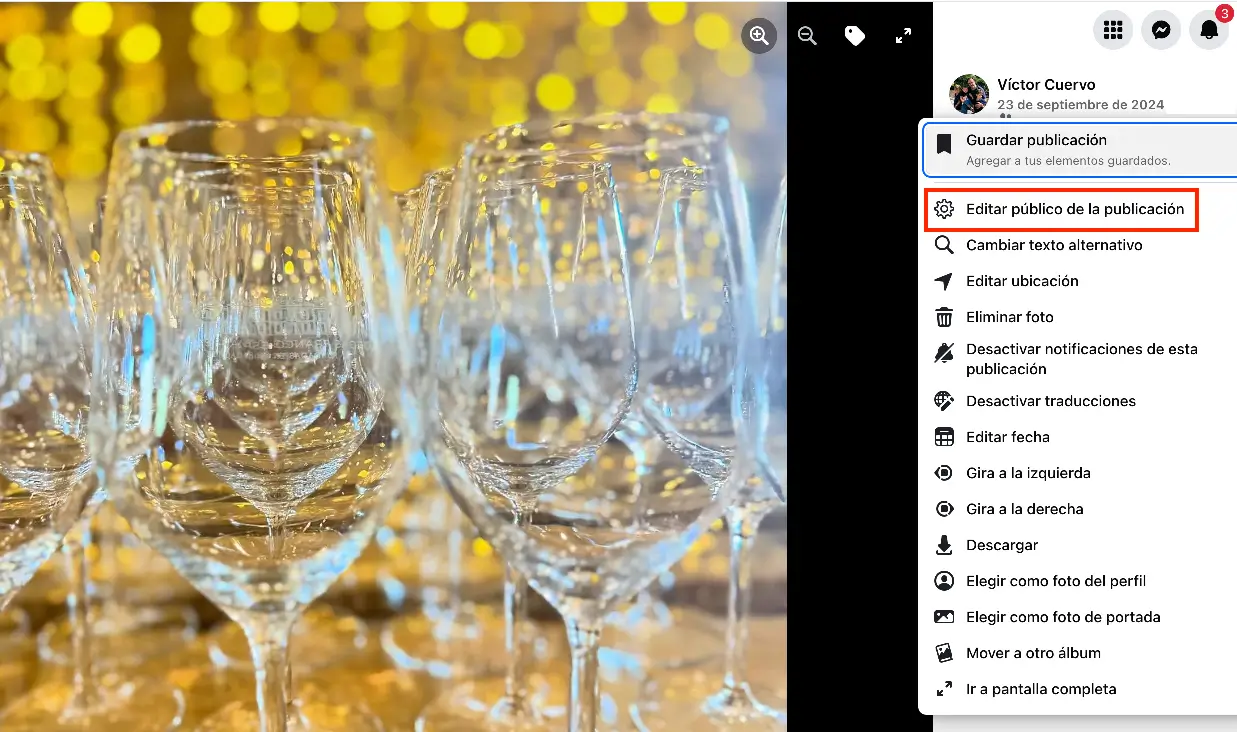 3
Víctor Cuervo
23 de septiembre de 2024
Guardar publicación
Agregar a tus elementos guardados.
Editar público de la publicación
Cambiar texto alternativo
Editar ubicación
Eliminar foto
Desactivar notificaciones de esta
publicación
Desactivar traducciones
Editar fecha
Gira a la izquierda
Gira a la derecha
Descargar
Elegir como foto del perfil
Elegir como foto de portada
Mover a otro álbum
Ir a pantalla completa